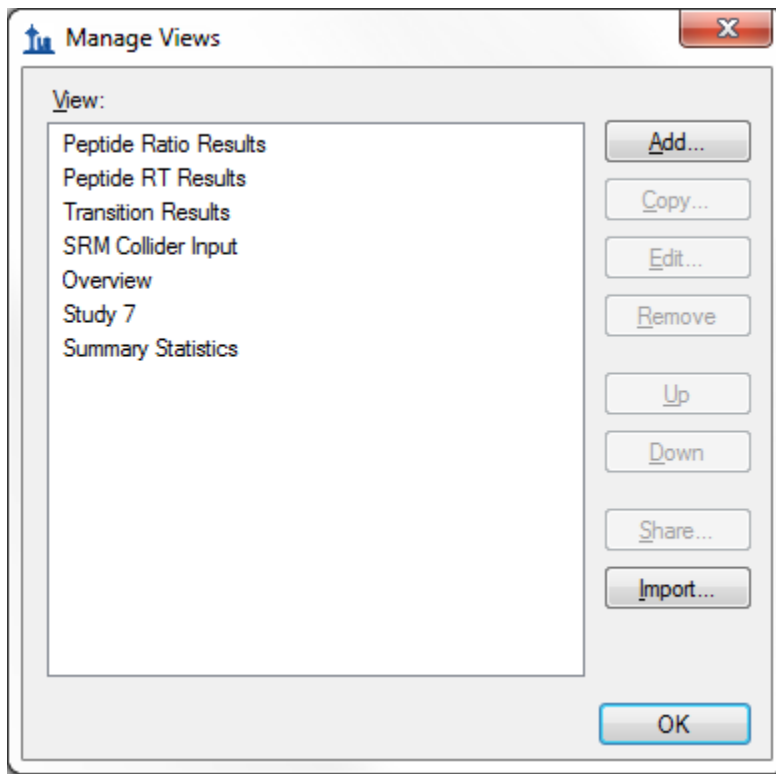 Manage Views
View:
Peptide Ratio Results
Peptide RT Results
Transition Results
SRM Collider Input
Overview
Study 7
Summary Statistics
Add...
Copy...
Edit...
Remove
Up
Down
Share...
Import...
OK